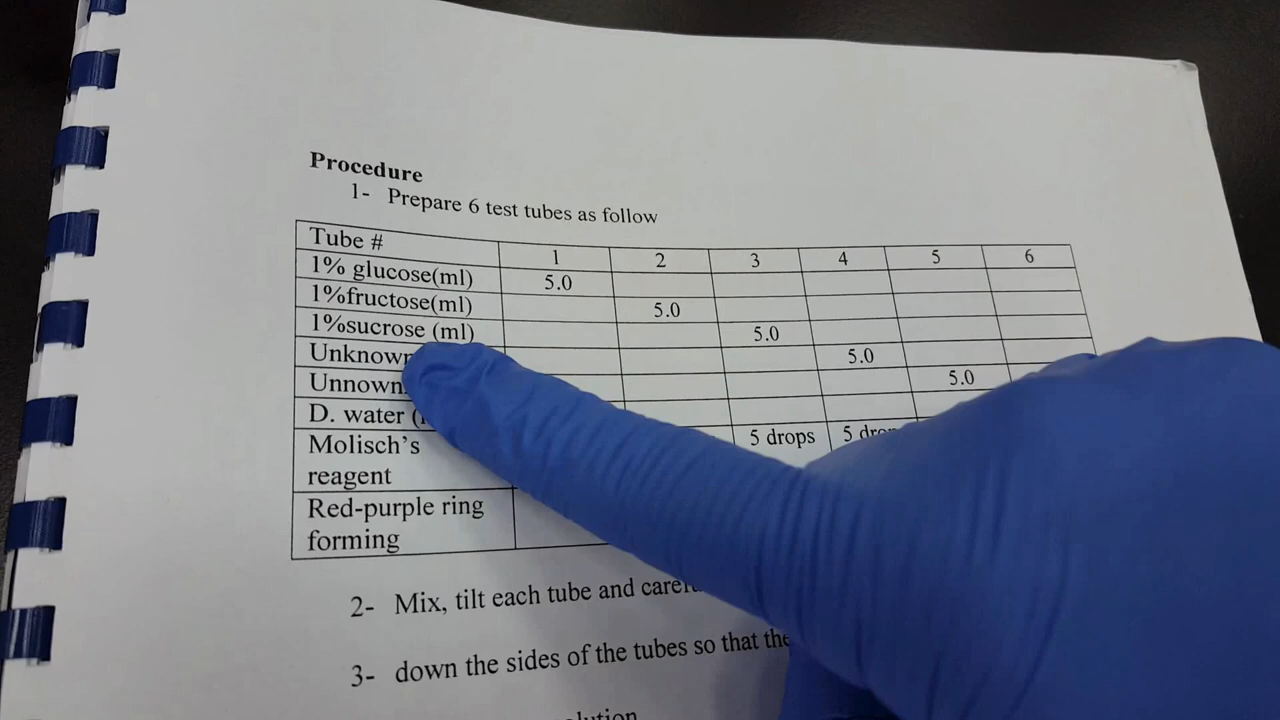 Procedure
1- Prepare 6 test tubes as follow
Tube # 1 2 3 4 5 6
1% glucose(ml) 5.0
1%fructose(ml) 5.0
1%sucrose (ml) 5.0
Unknown 5.0
Unnown 5.0
D. water
Molisch's 5 drops 5
reagent
Red-purple ring
forming
2- Mix, tilt each tube and
3- down the sides of the tubes so that the